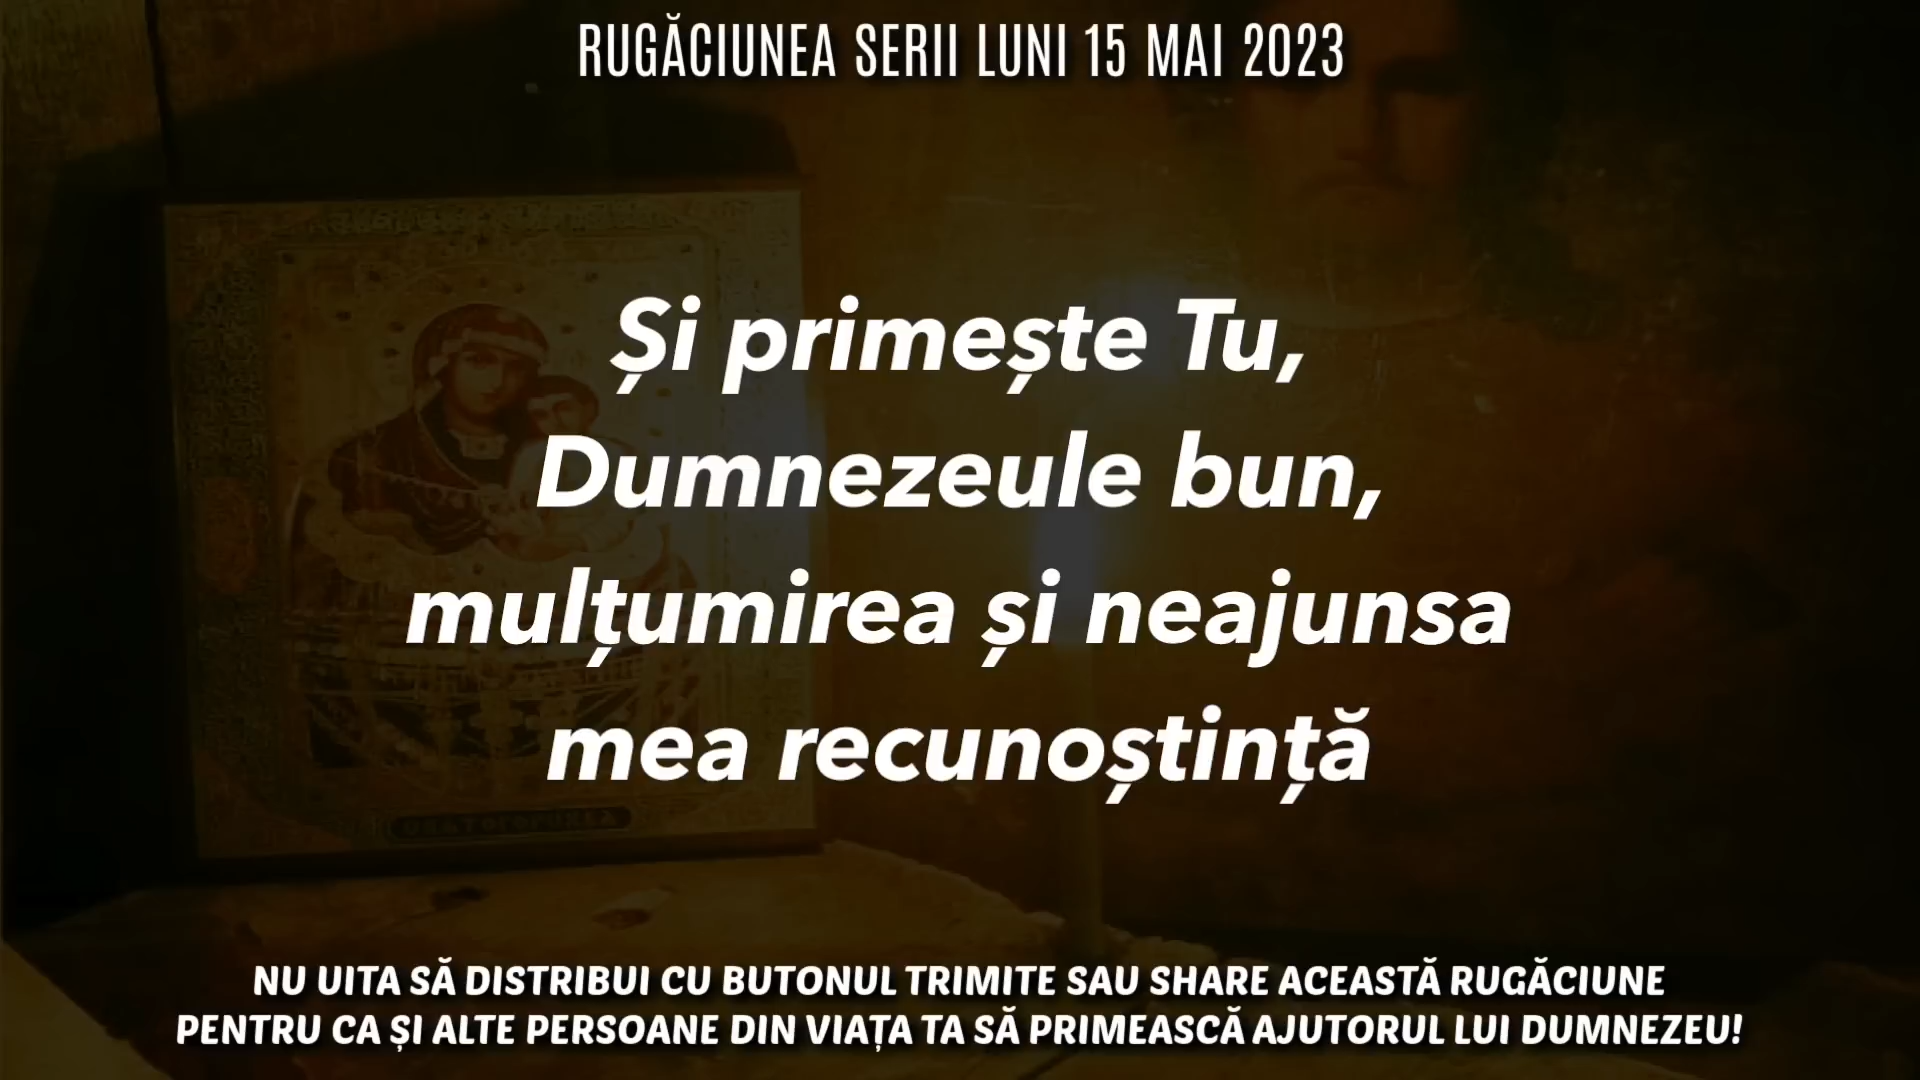 RUGĂCIUNEA SERII LUNI 15 MAI 2023
Și primește Tu,
Dumnezeule bun,
mulțumirea și neajunsa
mea recunoștință
NU UITA SĂ DISTRIBUI CU BUTONUL TRIMITE SAU SHARE ACEASTĂ RUGĂCIUNE
PENTRU CA ȘI ALTE PERSOANE DIN VIAȚA TA SĂ PRIMEASCĂ AJUTORUL LUI DUMNEZEU!